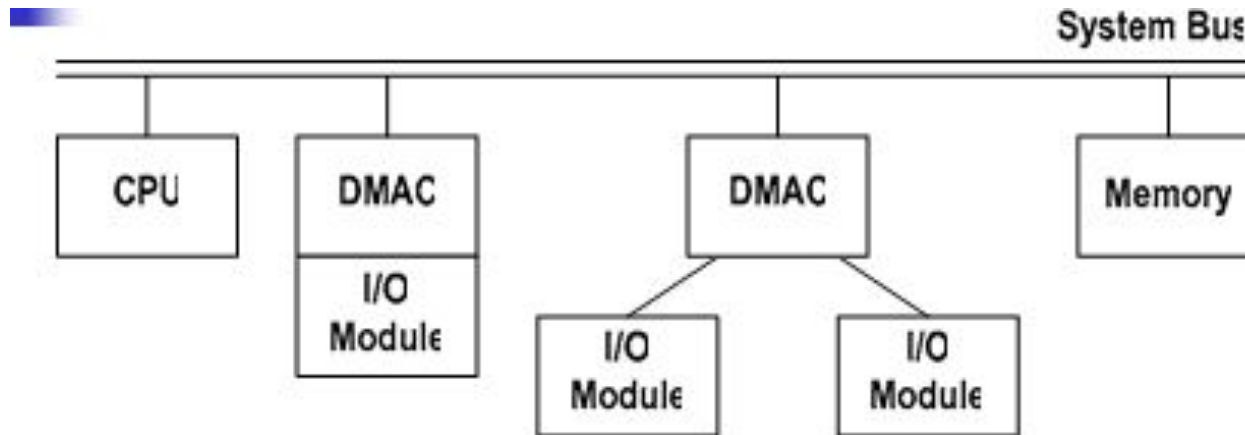 System Bus
CPU
DMAC
DMAC
Memory
I/O
Module
I/O
Module
I/O
Module